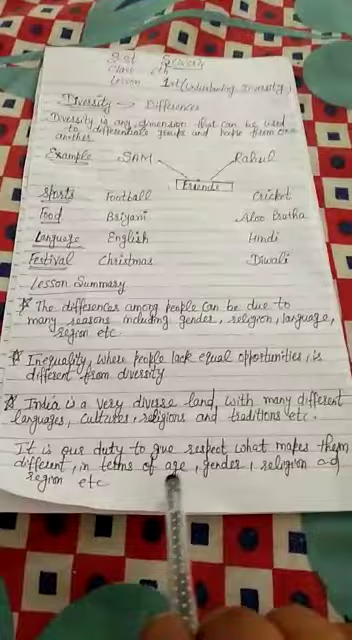 Sst Science
Class 6th
Lesson 1st (Understanding Diversity)
Diversity → Differences
Diversity is any dimension that can be used
to differentiate groups and people from one
another.
Example SAM Rahul
Friends
Sports Football Cricket
Food Briyani Aloo Pratha
Language English Hindi
Festival Christmas Diwali
Lesson Summary
The differences among people can be due to
many reasons including gender, religion, language,
region etc
Inequality, where people lack equal opportunities, is
different from diversity
India is a very diverse land, with many different
languages, cultures, religions and traditions etc.
It is our duty to give respect what makes them
different, in terms of age, gender, religion ad
region etc